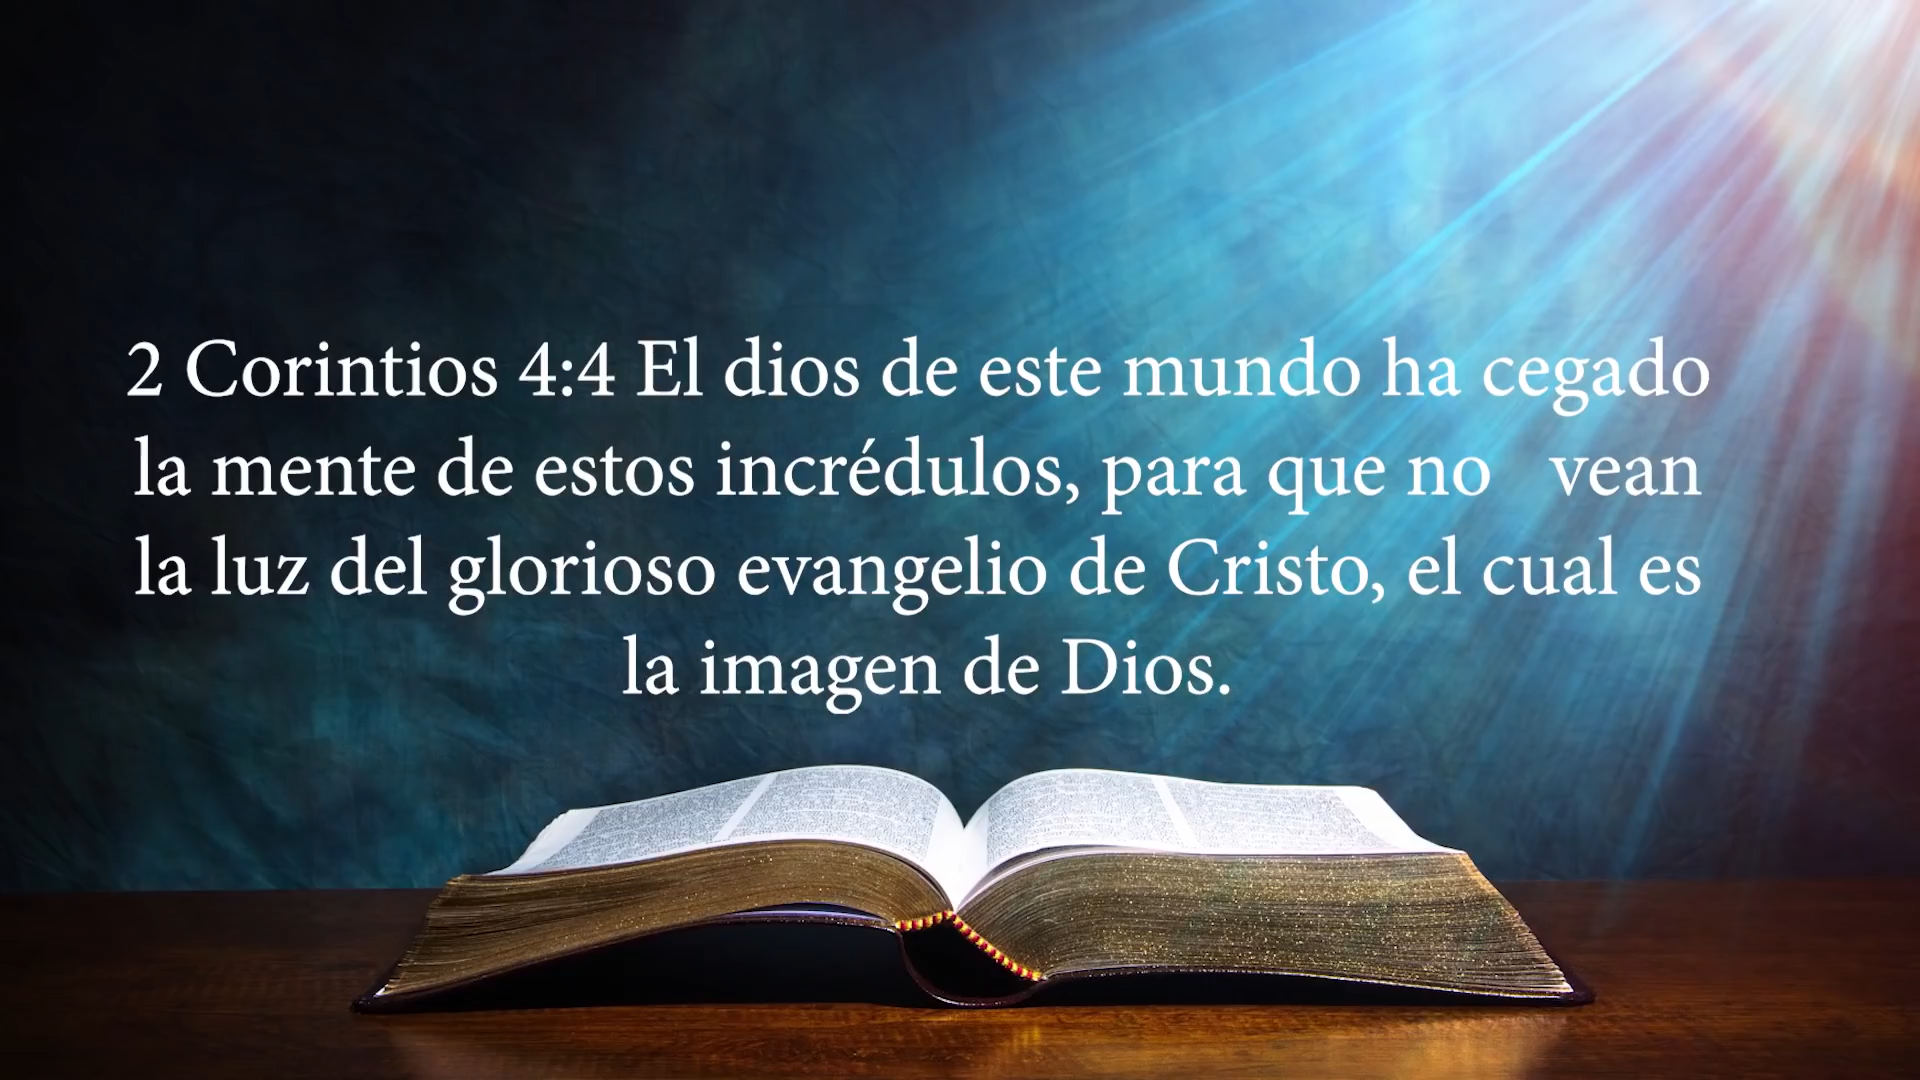 2 Corintios 4:4 El dios de este mundo ha cegado
la mente de estos incrédulos, para que no   vean
la luz del glorioso evangelio de Cristo, el cual es
la imagen de Dios.